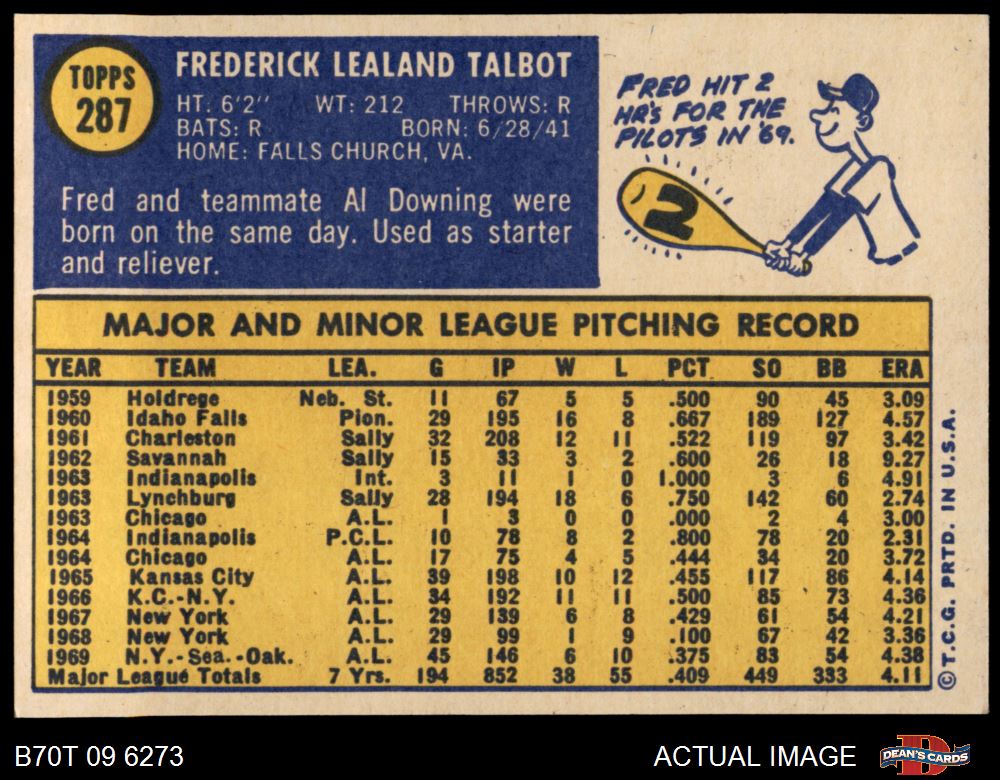 TOPPS
287
FREDERICK LEALAND TALBOT
HT: 6'2" WT: 212 THROWS: R
BATS: R BORN: 6/28/41
HOME: FALLS CHURCH, VA.
Fred and teammate Al Downing were
born on the same day. Used as starter
and reliever.
FRED HIT 2
HR'S FOR THE
PILOTS IN '69.
2
MAJOR AND MINOR LEAGUE PITCHING RECORD
YEAR TEAM LEA. G IP W L PCT SO BB ERA
1959 Holdrege Neb. St. 11 67 5 5 .500 90 45 3.09
1960 Idaho Falls Pion. 29 195 16 8 .667 189 127 4.57
1961 Charleston Sally 32 208 12 11 .522 119 97 3.42
1962 Savannah Sally 15 33 3 2 .600 26 18 9.27
1963 Indianapolis Int. 3 11 1 0 1.000 3 6 4.91
1963 Lynchburg Sally 28 194 18 6 .750 142 60 2.74
1963 Chicago A.L. 1 3 0 0 .000 2 4 3.00
1964 Indianapolis P.C.L. 10 78 8 2 .800 78 20 2.31
1964 Chicago A.L. 17 75 4 5 .444 34 20 3.72
1965 Kansas City A.L. 39 198 10 12 .455 117 86 4.14
1966 K.C.-N.Y. A.L. 34 192 11 11 .500 85 73 4.36
1967 New York A.L. 29 139 6 8 .429 61 54 4.21
1968 New York A.L. 29 99 1 9 .100 67 42 3.36
1969 N.Y.-Sea.-Oak. A.L. 45 146 6 10 .375 83 54 4.38
Major League Totals 7 Yrs. 194 852 38 55 .409 449 333 4.11
©T.C.G. PRTD. IN U.S.A.
B70T 09 6273
ACTUAL IMAGE
DEAN'S CARDS